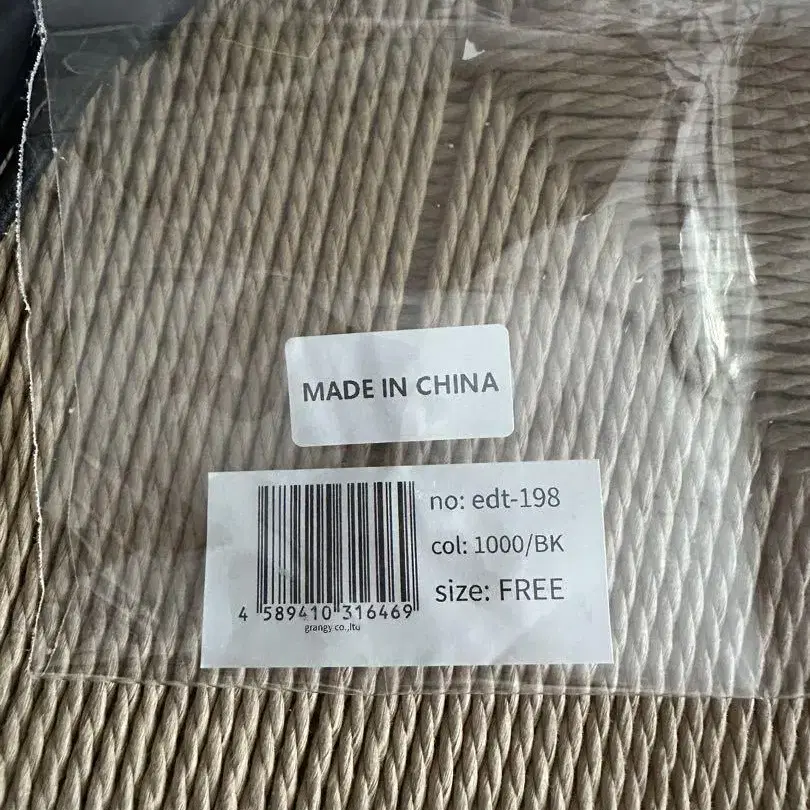 MADE IN CHINA
no: edt-198
col: 1000/BK
size: FREE
4 589410 316469
grangy co.,ltd